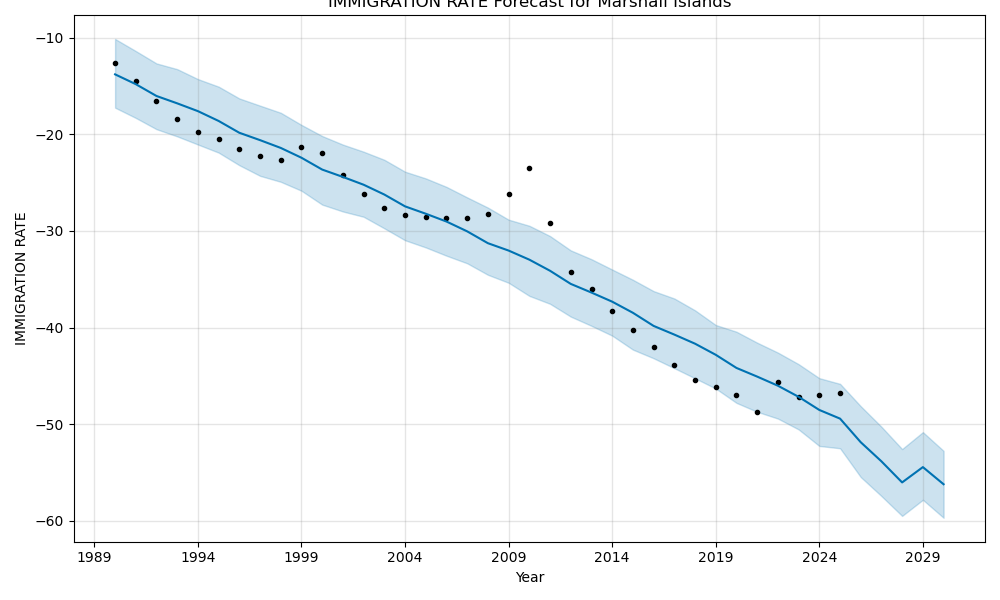 IMMIGRATION RATE Forecast for Marshall Islands
IMMIGRATION RATE
−10
−20
−30
−40
−50
−60
1989 1994 1999 2004 2009 2014 2019 2024 2029
Year